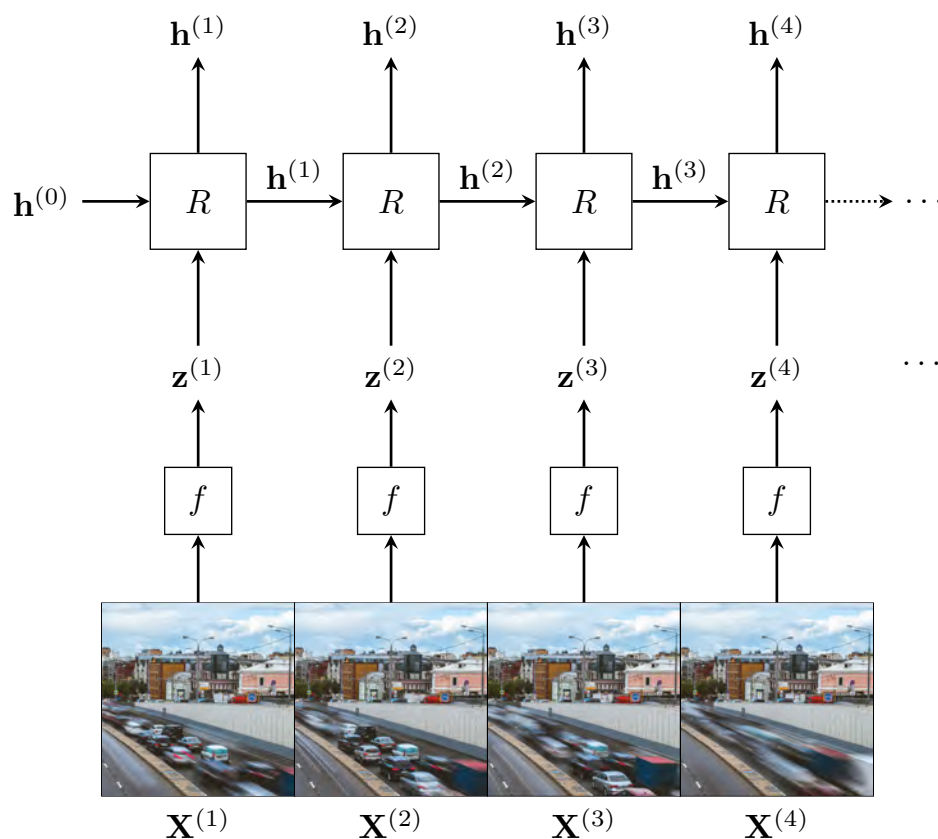 𝐡^(1) 𝐡^(2) 𝐡^(3) 𝐡^(4)
𝐡^(0) R 𝐡^(1) R 𝐡^(2) R 𝐡^(3) R ···
𝐳^(1) 𝐳^(2) 𝐳^(3) 𝐳^(4) ···
f f f f
𝐗^(1) 𝐗^(2) 𝐗^(3) 𝐗^(4)